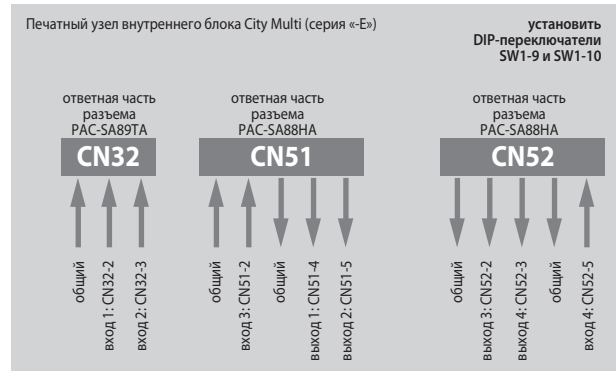 Печатный узел внутреннего блока City Multi (серия «-E»)
установить
DIP-переключатели
SW1-9 и SW1-10
ответная часть
разъема
PAC-SA89TA
CN32
общий
вход 1: CN32-2
вход 2: CN32-3
ответная часть
разъема
PAC-SA88HA
CN51
общий
вход 3: CN51-2
общий
выход 1: CN51-4
выход 2: CN51-5
ответная часть
разъема
PAC-SA88HA
CN52
общий
выход 3: CN52-2
выход 4: CN52-3
общий
вход 4: CN52-5